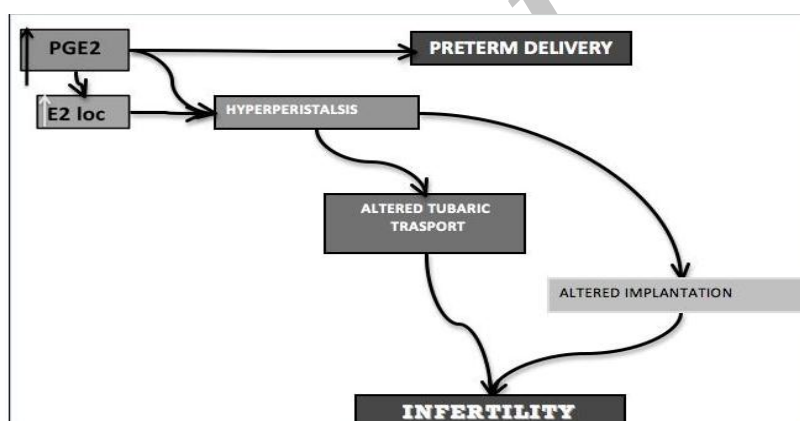 PGE2
PRETERM DELIVERY
E2 loc
HYPERPERISTALSIS
ALTERED TUBARIC
TRASPORT
ALTERED IMPLANTATION
INFERTILITY